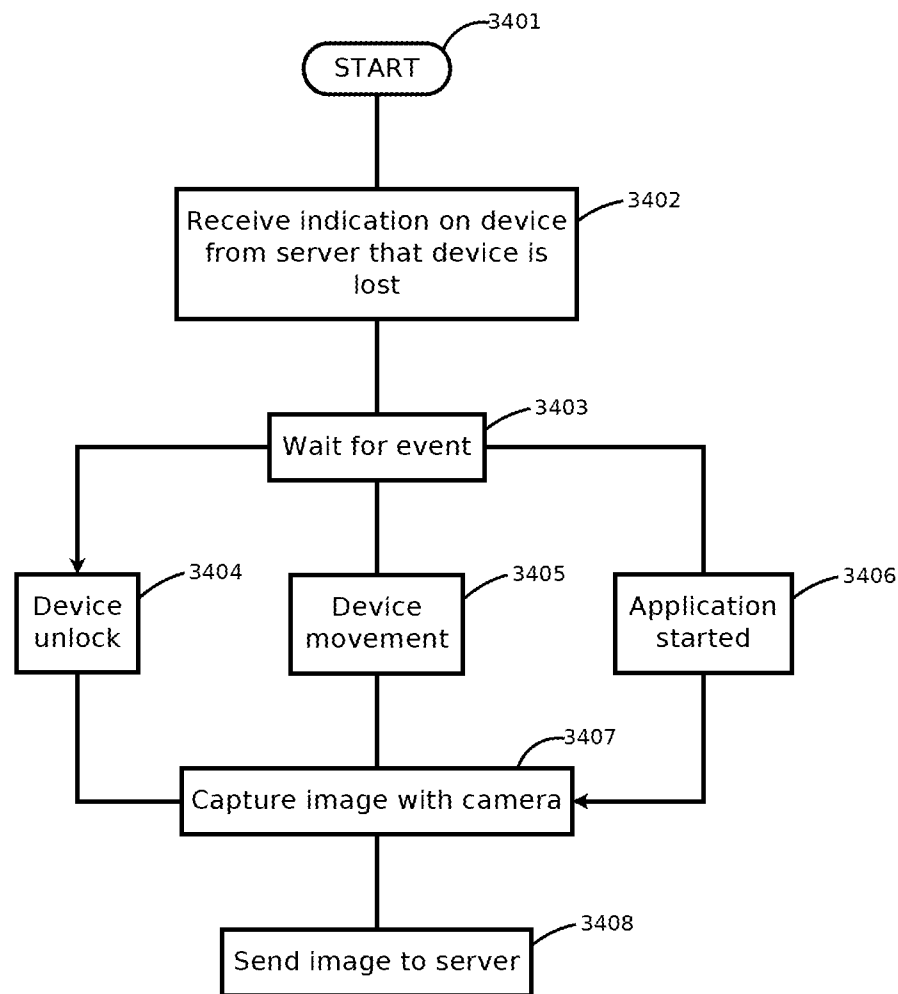 3401
START
3402
Receive indication on device
from server that device is
lost
3403
Wait for event
3404
Device
unlock
3405
Device
movement
3406
Application
started
3407
Capture image with camera
3408
Send image to server